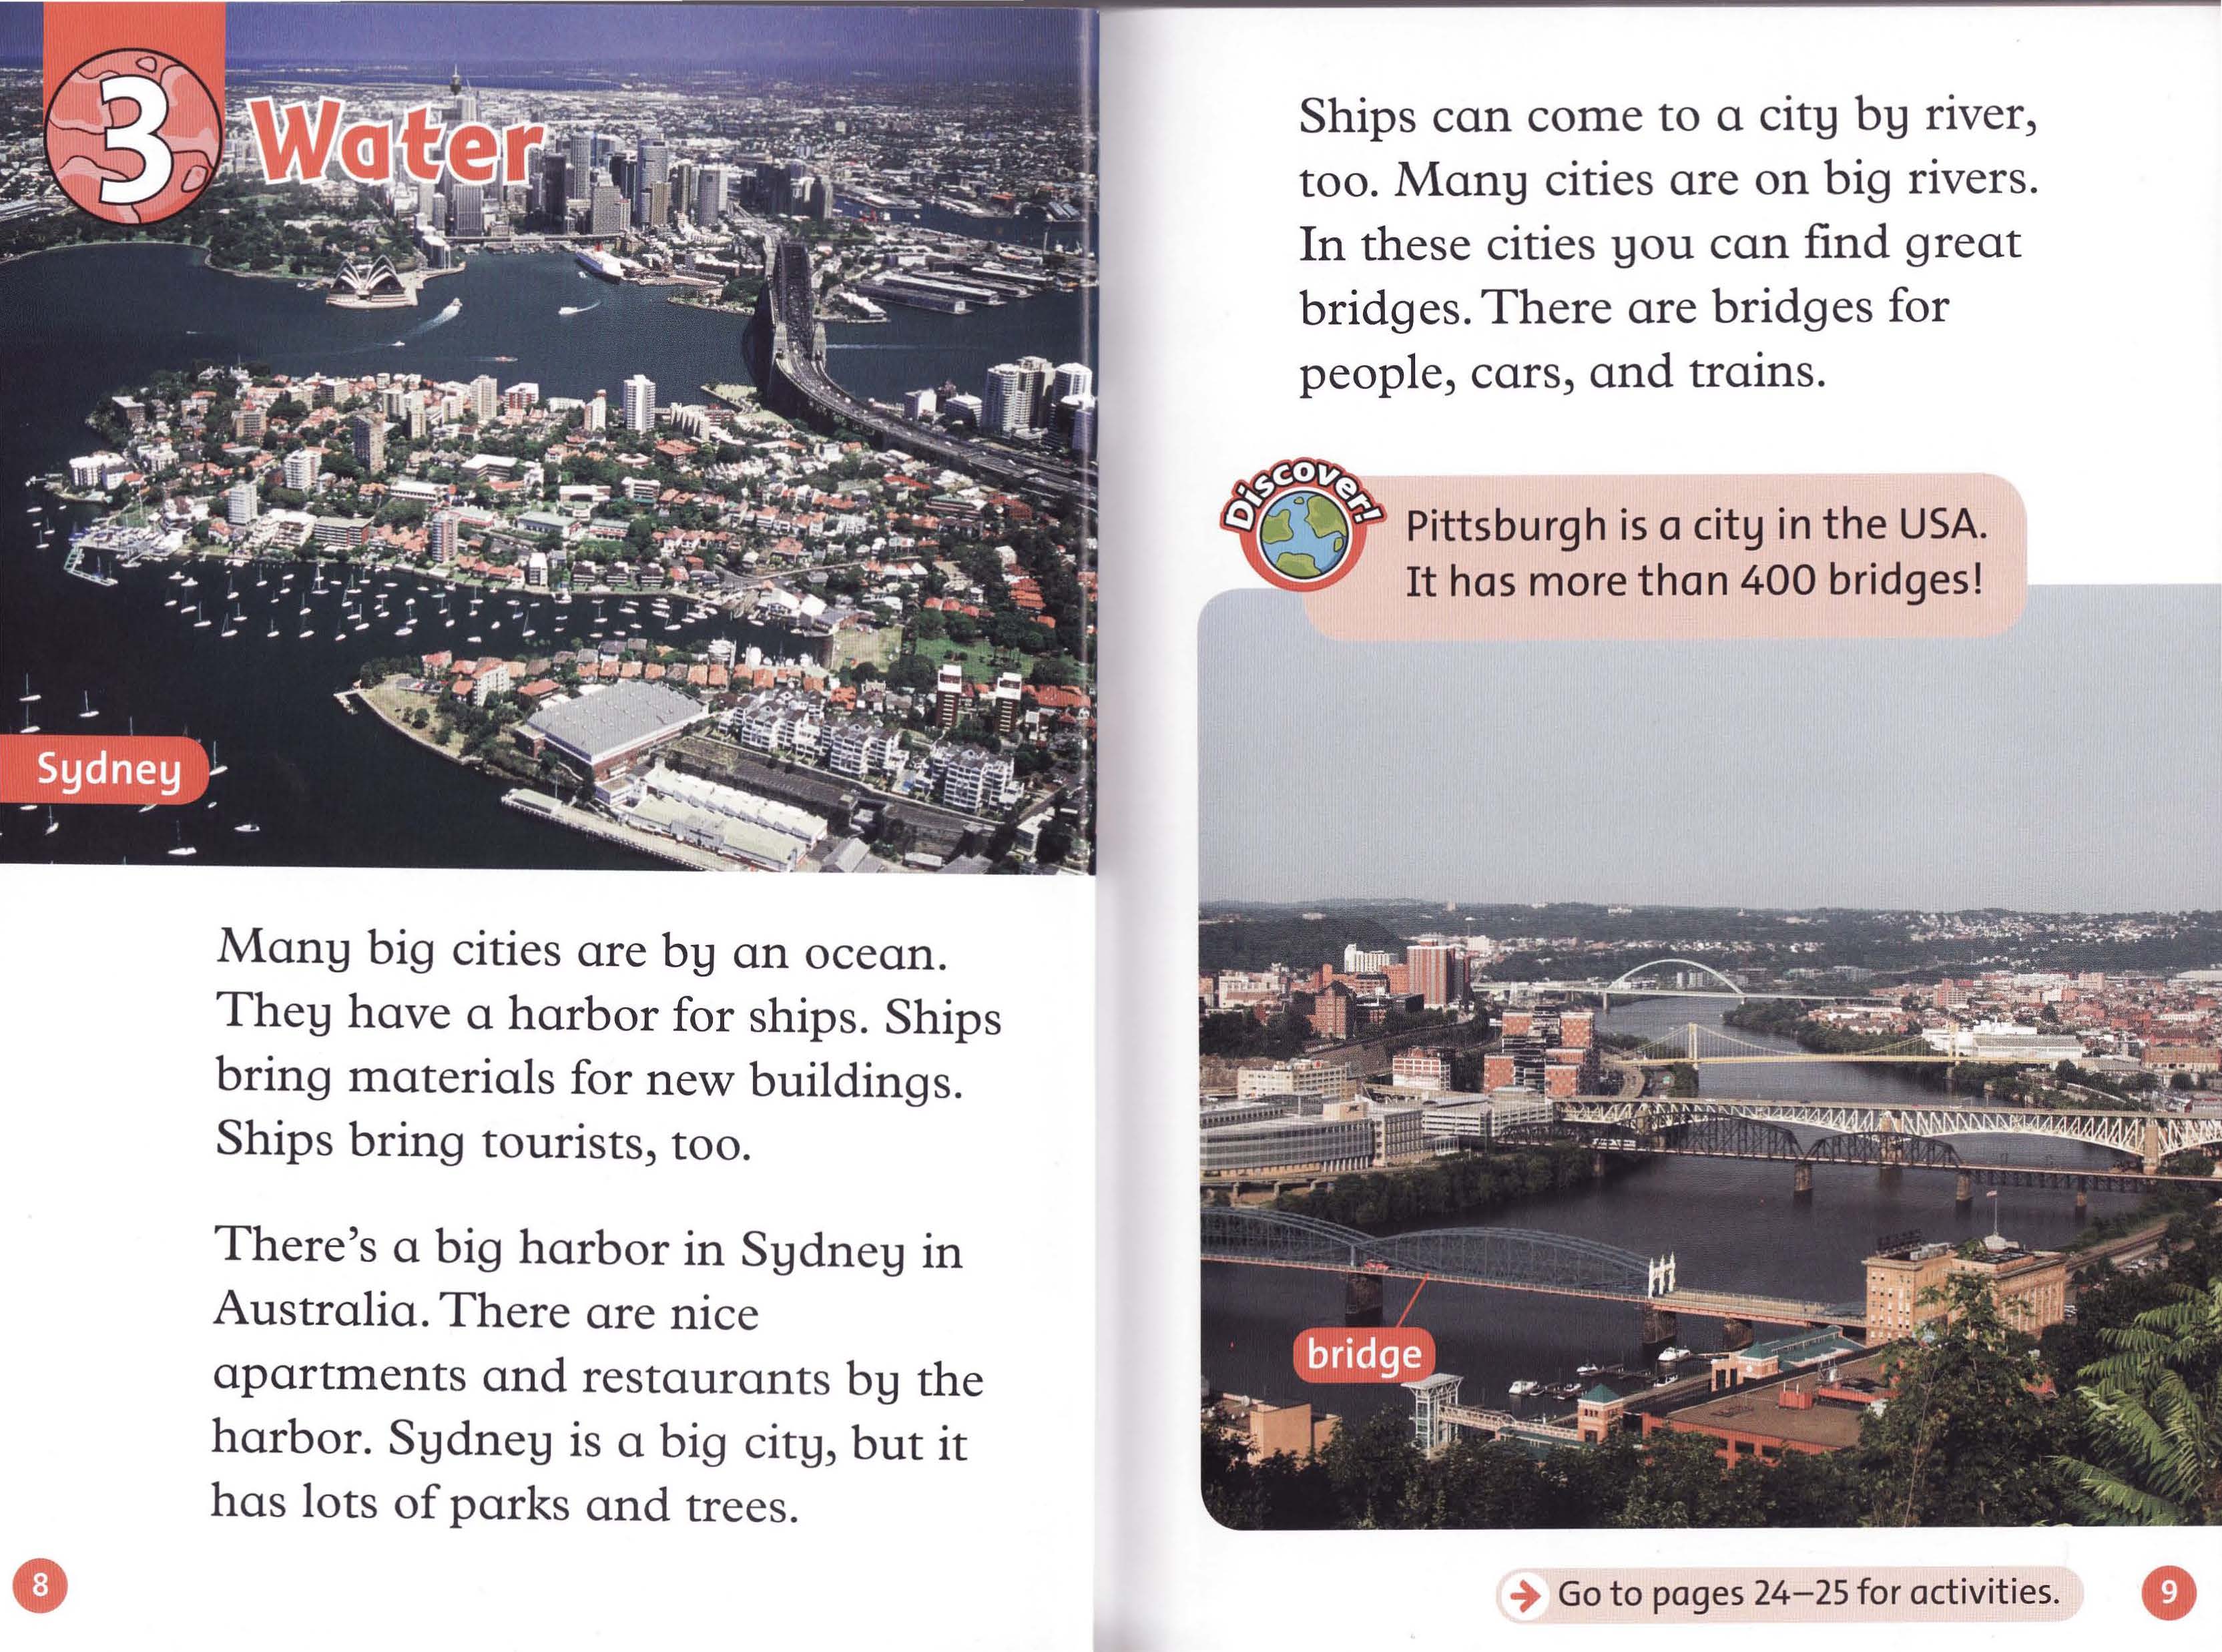 3
Water
Sydney
Many big cities are by an ocean.
They have a harbor for ships. Ships
bring materials for new buildings.
Ships bring tourists, too.
There's a big harbor in Sydney in
Australia. There are nice
apartments and restaurants by the
harbor. Sydney is a big city, but it
has lots of parks and trees.
8
Ships can come to a city by river,
too. Many cities are on big rivers.
In these cities you can find great
bridges. There are bridges for
people, cars, and trains.
Discover!
Pittsburgh is a city in the USA.
It has more than 400 bridges!
bridge
Go to pages 24–25 for activities.
9